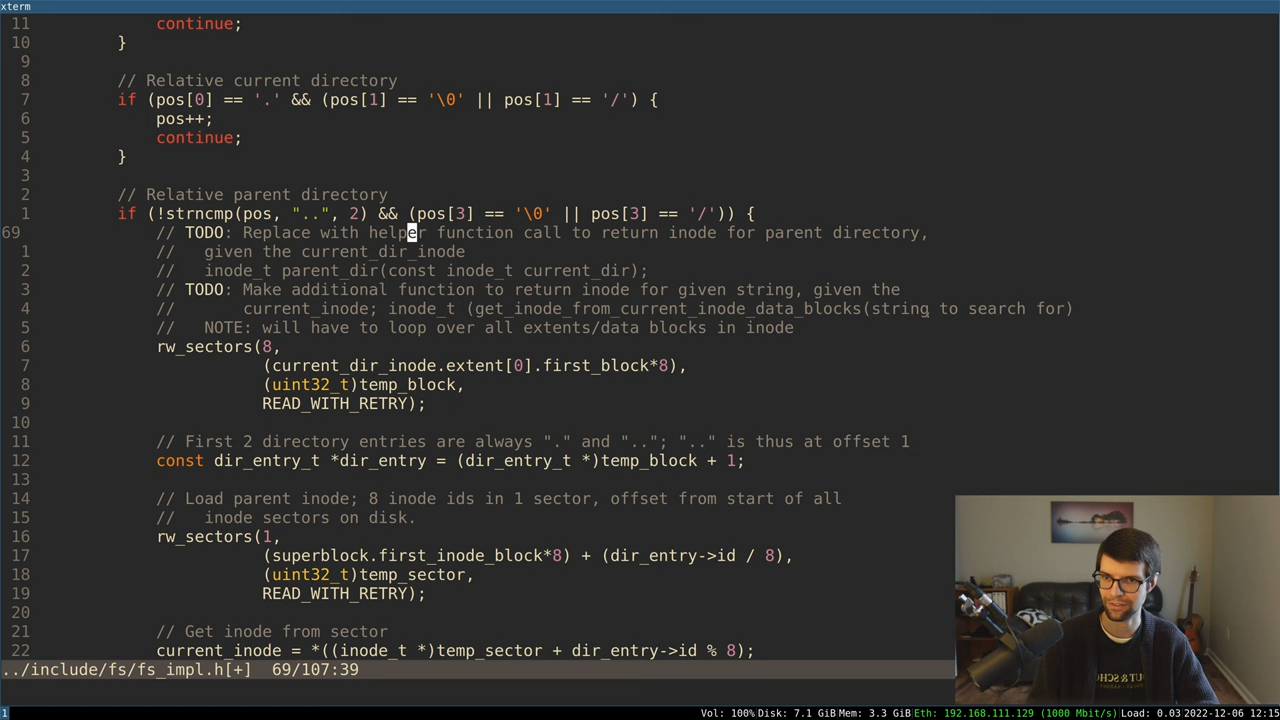 xterm
11 continue;
10 }
9
8 // Relative current directory
7 if (pos[0] == '.' && (pos[1] == '\0' || pos[1] == '/') {
6 pos++;
5 continue;
4 }
3
2 // Relative parent directory
1 if (!strncmp(pos, "..", 2) && (pos[3] == '\0' || pos[3] == '/')) {
69 // TODO: Replace with helper function call to return inode for parent directory,
1 // given the current_dir_inode
2 // inode_t parent_dir(const inode_t current_dir);
3 // TODO: Make additional function to return inode for given string, given the
4 // current_inode; inode_t (get_inode_from_current_inode_data_blocks(string to search for)
5 // NOTE: will have to loop over all extents/data blocks in inode
6 rw_sectors(8,
7 (current_dir_inode.extent[0].first_block*8),
8 (uint32_t)temp_block,
9 READ_WITH_RETRY);
10
11 // First 2 directory entries are always "." and ".."; ".." is thus at offset 1
12 const dir_entry_t *dir_entry = (dir_entry_t *)temp_block + 1;
13
14 // Load parent inode; 8 inode ids in 1 sector, offset from start of all
15 // inode sectors on disk.
16 rw_sectors(1,
17 (superblock.first_inode_block*8) + (dir_entry->id / 8),
18 (uint32_t)temp_sector,
19 READ_WITH_RETRY);
20
21 // Get inode from sector
22 current_inode = *((inode_t *)temp_sector + dir_entry->id % 8);
../include/fs/fs_impl.h[+] 69/107:39
1 Vol: 100% Disk: 7.1 GiB Mem: 3.3 GiB Eth: 192.168.111.129 (1000 Mbit/s) Load: 0.03 2022-12-06 12:15